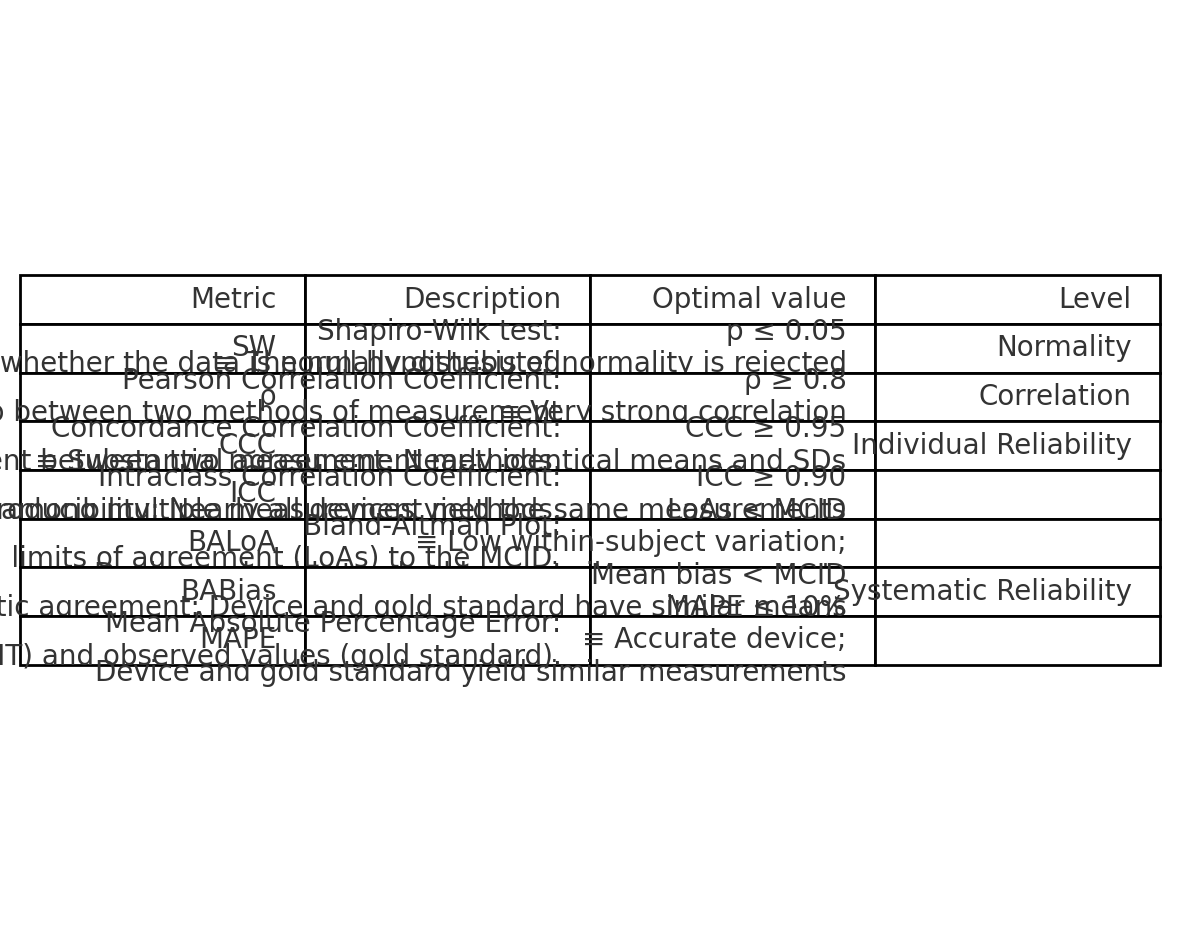 Metric Description Optimal value Level
SW
Shapiro-Wilk test:
whether the data is normally distributed
p ≤ 0.05
≡ The null hypothesis of normality is rejected
Normality
ρ
Pearson Correlation Coefficient:
between two methods of measurement
ρ ≥ 0.8
≡ Very strong correlation
Correlation
CCC
Concordance Correlation Coefficient:
between two measurement methods.
CCC ≥ 0.95
≡ Substantial agreement: Nearly identical means and SDs
Individual Reliability
ICC
Intraclass Correlation Coefficient:
among multiple measurement methods.
ICC ≥ 0.90
Nearly all devices yield the same measurements
BALoA
Bland-Altman Plot:
limits of agreement (LoAs) to the MCID.
LoAs < MCID
≡ Low within-subject variation;
BABias
Mean bias < MCID
agreement: Device and gold standard have similar means
Systematic Reliability
MAPE
Mean Absolute Percentage Error:
and observed values (gold standard).
MAPE ≤ 10%
≡ Accurate device;
Device and gold standard yield similar measurements